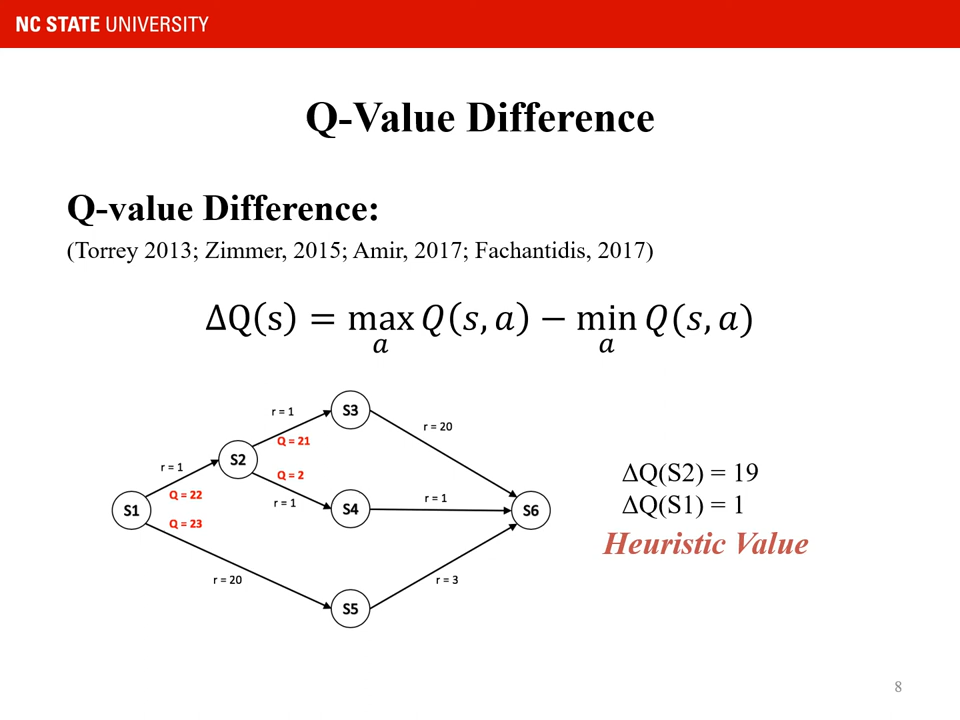 NC STATE UNIVERSITY
Q-Value Difference
Q-value Difference:
(Torrey 2013; Zimmer, 2015; Amir, 2017; Fachantidis, 2017)
ΔQ(s) = max Q(s, a) − min Q(s, a)
a a
S3
r = 1
r = 20
Q = 21
S2
r = 1
Q = 2
ΔQ(S2) = 19
Q = 22
r = 1
S4
r = 1
S1
S6
ΔQ(S1) = 1
Q = 23
Heuristic Value
r = 20
r = 3
S5
8